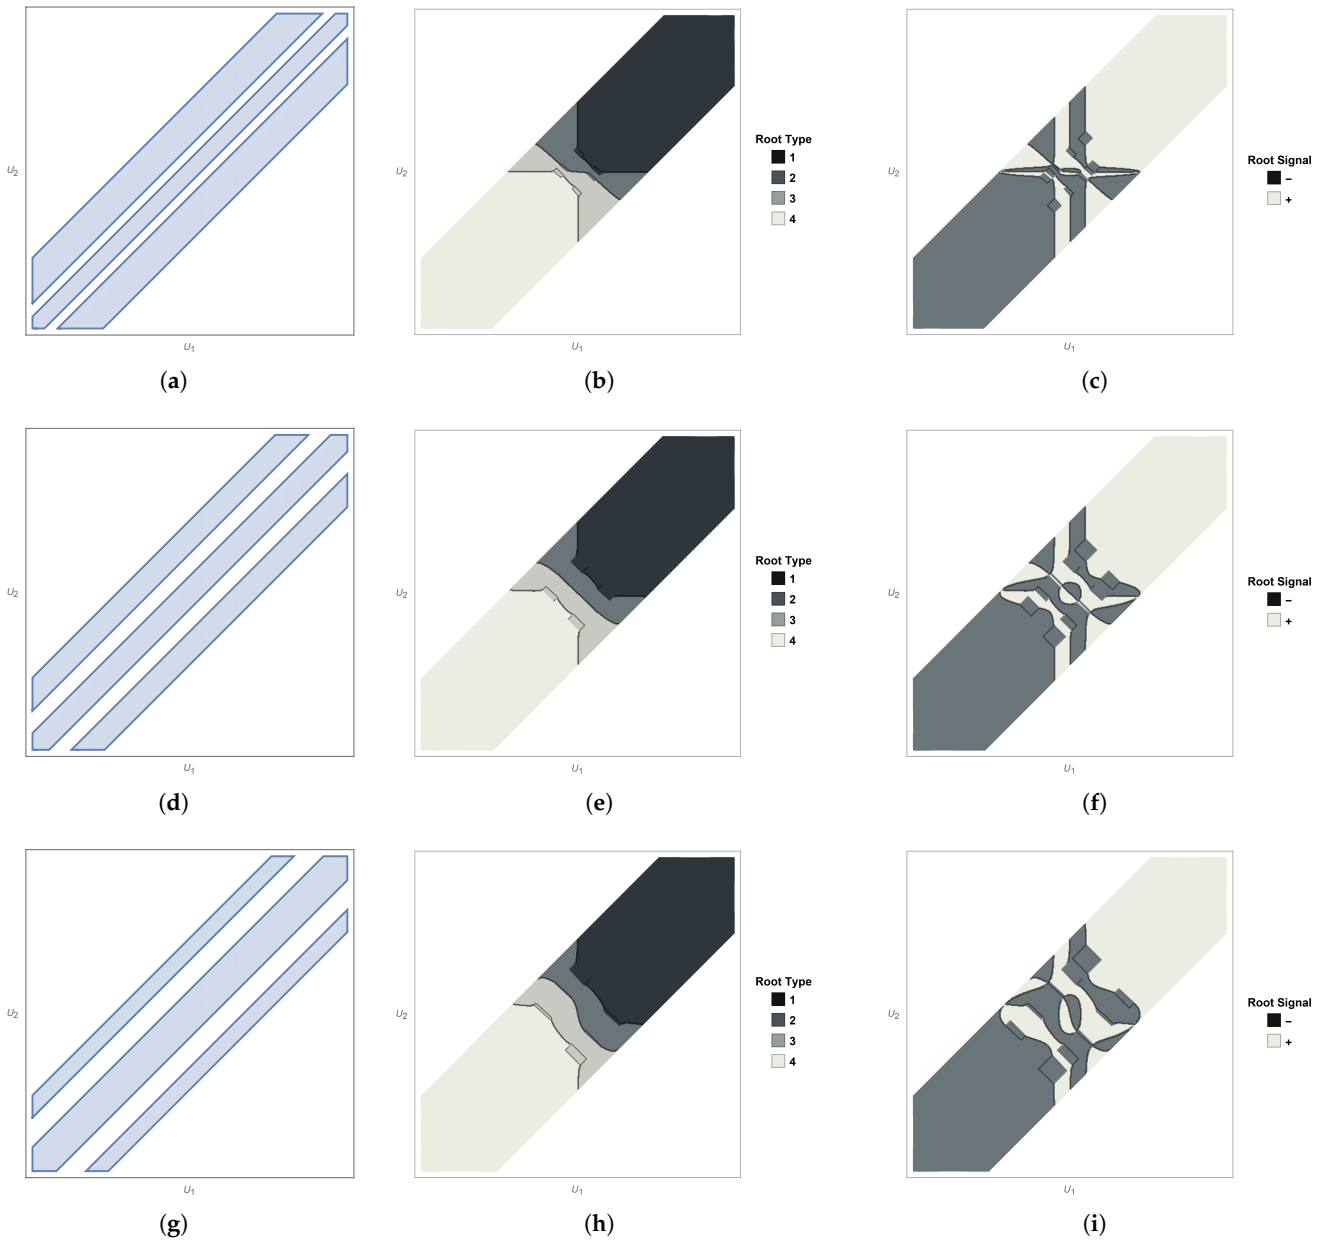 U2
U1
(a)
U2
U1
(b)
Root Type
1
2
3
4
U2
U1
(c)
Root Signal
–
+
U2
U1
(d)
U2
U1
(e)
Root Type
1
2
3
4
U2
U1
(f)
Root Signal
–
+
U2
U1
(g)
U2
U1
(h)
Root Type
1
2
3
4
U2
U1
(i)
Root Signal
–
+